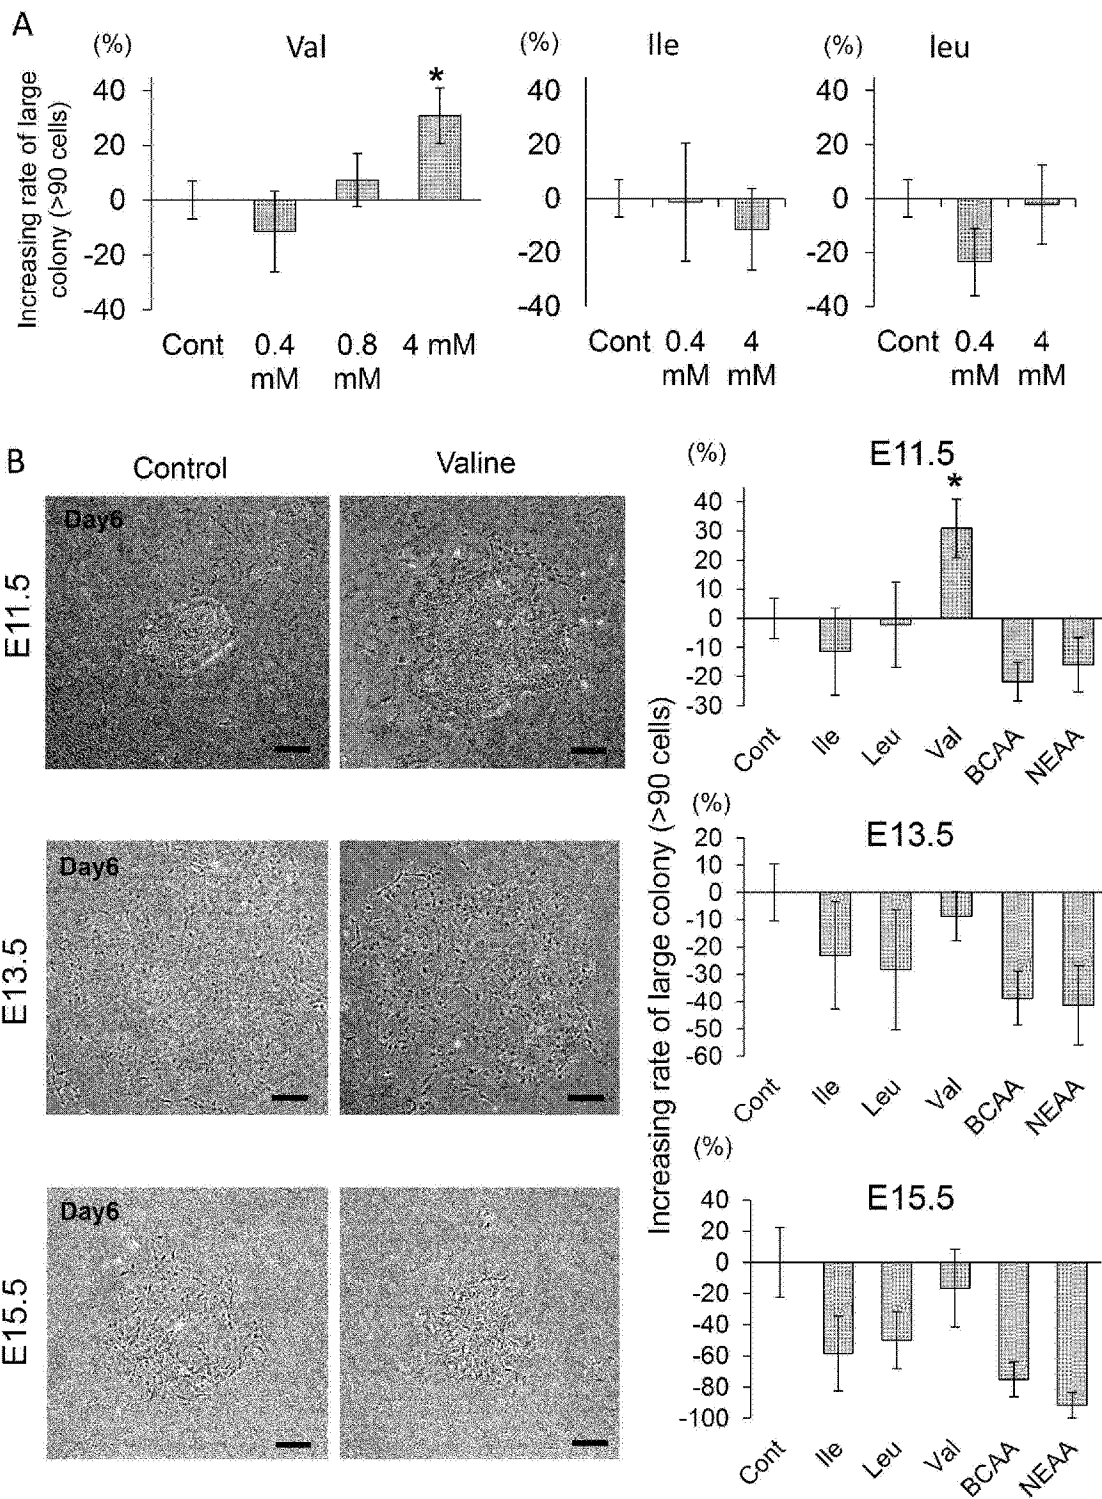 A
(%)
Val
(%)
Ile
(%)
leu
Increasing rate of large
colony (>90 cells)
40
20
0
-20
-40
Cont
0.4
mM
0.8
mM
4 mM
*
40
20
0
-20
-40
Cont
0.4
mM
4
mM
40
20
0
-20
-40
Cont
0.4
mM
4
mM
B
Control
Valine
E11.5
Day6
E13.5
Day6
E15.5
Day6
Increasing rate of large colony (>90 cells)
(%)
E11.5
*
40
30
20
10
0
-10
-20
-30
Cont
Ile
Leu
Val
BCAA
NEAA
(%)
E13.5
20
10
0
-10
-20
-30
-40
-50
-60
Cont
Ile
Leu
Val
BCAA
NEAA
(%)
E15.5
40
20
0
-20
-40
-60
-80
-100
Cont
Ile
Leu
Val
BCAA
NEAA